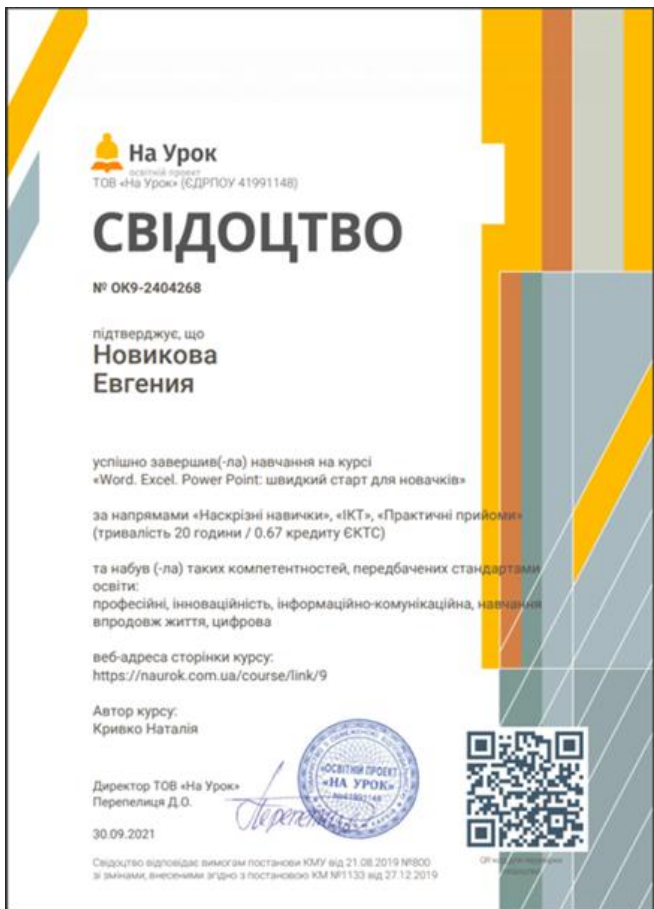 На Урок
освітній проект
ТОВ «На Урок» (ЄДРПОУ 41991148)
СВІДОЦТВО
№ ОК9-2404268
підтверджує, що
Новикова
Евгения
успішно завершив(-ла) навчання на курсі
«Word. Excel. Power Point: швидкий старт для новачків»
за напрямами «Наскрізні навички», «ІКТ», «Практичні прийоми»
(тривалість 20 години / 0.67 кредиту ЄКТС)
та набув (-ла) таких компетентностей, передбачених стандартами
освіти:
професійні, інноваційність, інформаційно-комунікаційна, навчання
впродовж життя, цифрова
веб-адреса сторінки курсу:
https://naurok.com.ua/course/link/9
Автор курсу:
Кривко Наталія
Директор ТОВ «На Урок»
Перепелиця Д.О.
30.09.2021
«ОСВІТНІЙ ПРОЕКТ
«НА УРОК»
№41991148
Свідоцтво відповідає вимогам постанови КМУ від 21.08.2019 №800
зі змінами, внесеними згідно з постановою КМ №1133 від 27.12.2019
QR-код для перевірки